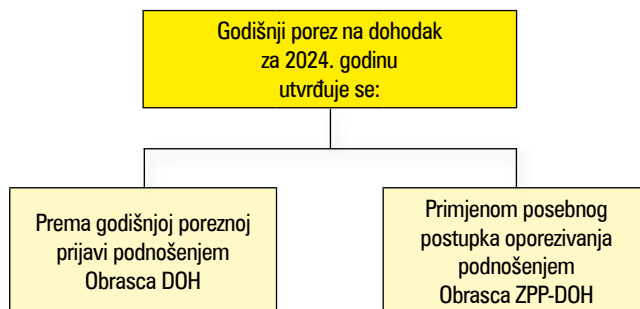 Godišnji porez na dohodak
za 2024. godinu
utvrđuje se:
Prema godišnjoj poreznoj
prijavi podnošenjem
Obrasca DOH
Primjenom posebnog
postupka oporezivanja
podnošenjem
Obrasca ZPP-DOH